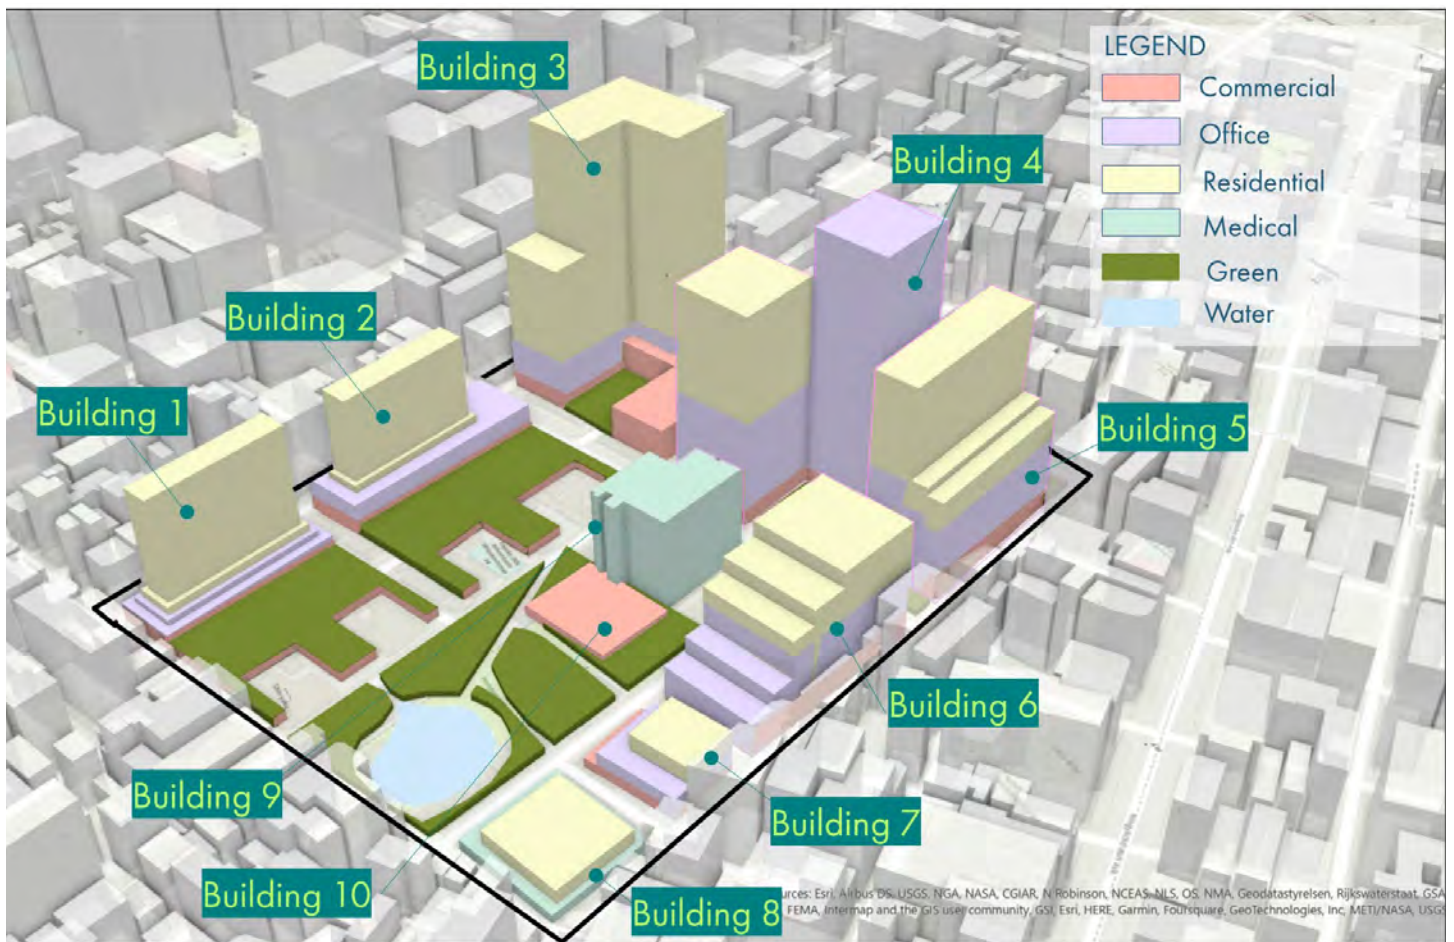 LEGEND
Commercial
Office
Residential
Medical
Green
Water
Building 3
Building 4
Building 2
Building 1
Building 5
Building 6
Building 9
Building 7
Building 10
Building 8
urces: Esri, Airbus DS, USGS, NGA, NASA, CGIAR, N Robinson, NCEAS, NLS, OS, NMA, Geodatastyrelsen, Rijkswaterstaat, GSA
FEMA, Intermap and the GIS user community, GSI, Esri, HERE, Garmin, Foursquare, GeoTechnologies, Inc, METI/NASA, USGS